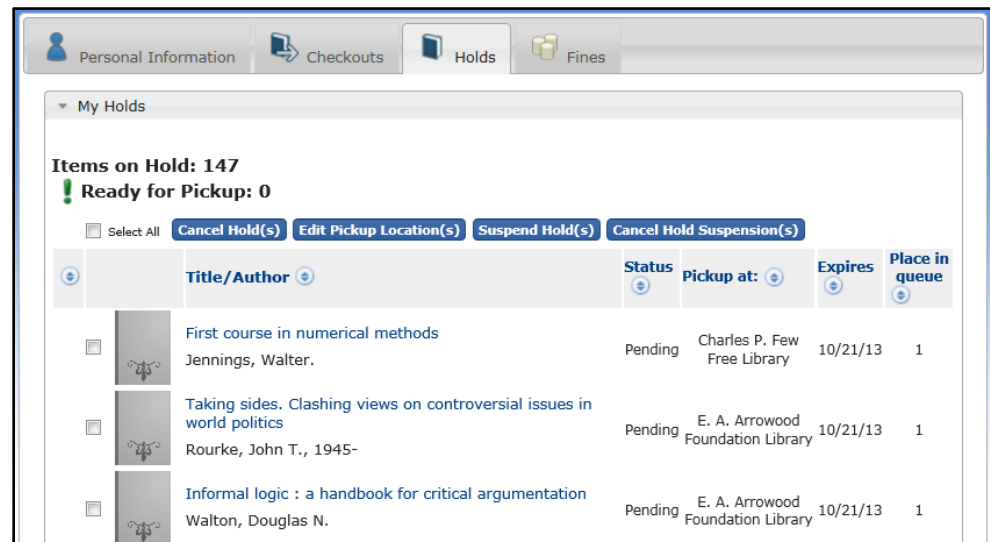 Personal Information Checkouts Holds Fines
My Holds
Items on Hold: 147
Ready for Pickup: 0
Select All Cancel Hold(s) Edit Pickup Location(s) Suspend Hold(s) Cancel Hold Suspension(s)
Title/Author Status Pickup at: Expires Place in queue
First course in numerical methods
Jennings, Walter.
Pending Charles P. Few
Free Library 10/21/13 1
Taking sides. Clashing views on controversial issues in
world politics
Rourke, John T., 1945-
Pending E. A. Arrowood
Foundation Library 10/21/13 1
Informal logic : a handbook for critical argumentation
Walton, Douglas N.
Pending E. A. Arrowood
Foundation Library 10/21/13 1